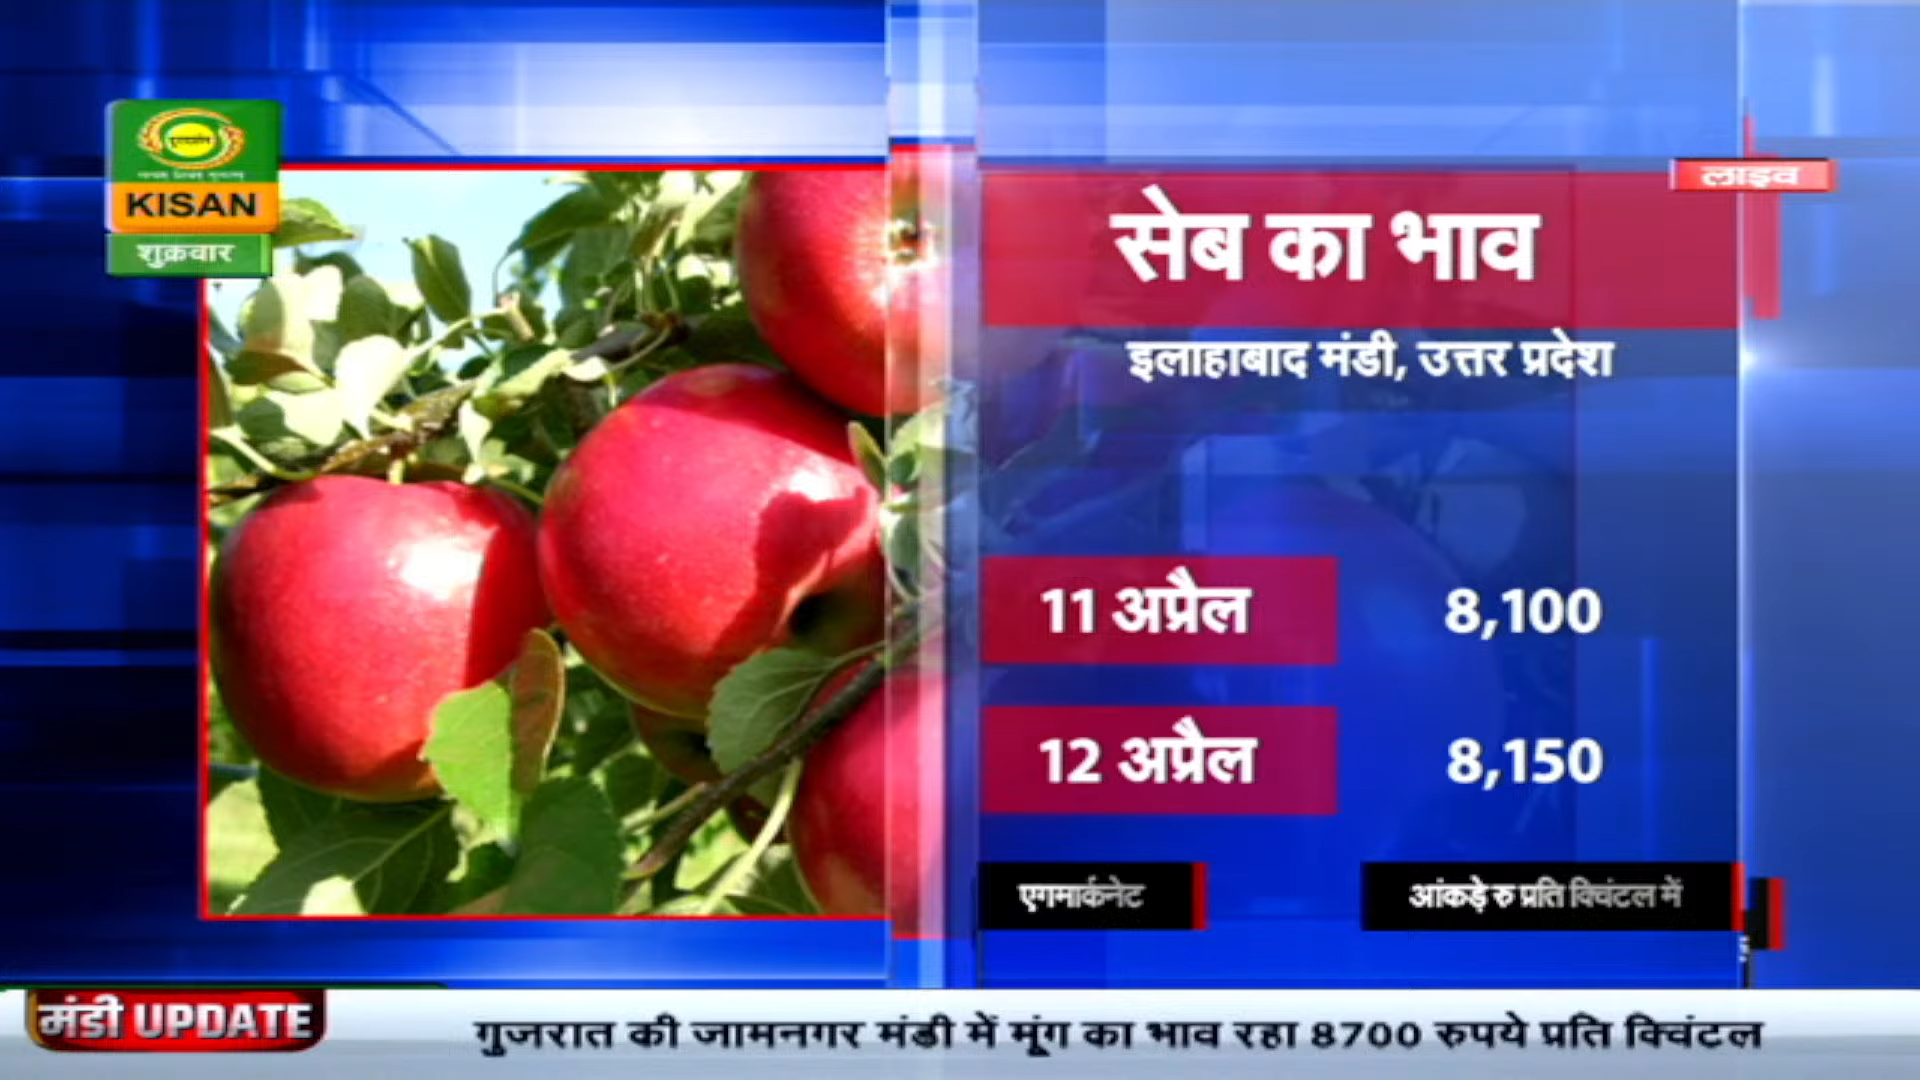 KISAN
शुक्रवार
लाइव
सेब का भाव
इलाहाबाद मंडी, उत्तर प्रदेश
11 अप्रैल 8,100
12 अप्रैल 8,150
एगमार्कनेट
आंकड़े रु प्रति क्विंटल में
मंडी UPDATE
गुजरात की जामनगर मंडी में मूंग का भाव रहा 8700 रुपये प्रति क्विंटल